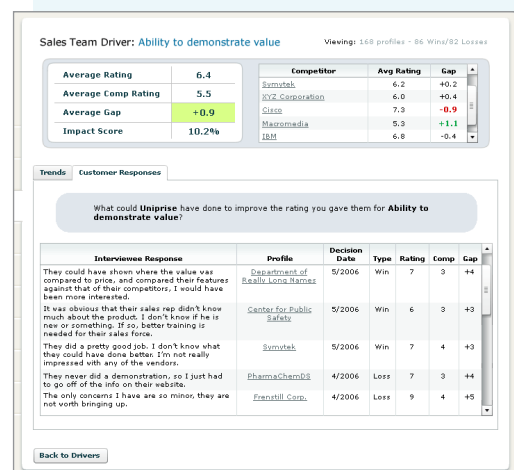 Sales Team Driver: Ability to demonstrate value
Viewing: 168 profiles - 86 Wins/82 Losses
Average Rating 6.4
Average Comp Rating 5.5
Average Gap +0.9
Impact Score 10.2%
Competitor Avg Rating Gap
Symytek 6.2 +0.2
XYZ Corporation 6.0 +0.4
Cisco 7.3 -0.9
Macromedia 5.3 +1.1
IBM 6.8 -0.4
Trends Customer Responses
What could Uniprise have done to improve the rating you gave them for Ability to
demonstrate value?
Interviewee Response Profile Decision Date Type Rating Comp Gap
They could have shown where the value was
compared to price, and compared their features
against that of their competitors, I would have
been more interested.
Department of
Really Long Names
5/2006 Win 7 3 +4
It was obvious that their sales rep didn't know
much about the product. I don't know if he is
new or something. If so, better training is
needed for their sales force.
Center for Public
Safety
5/2006 Win 6 3 +3
They did a pretty good job. I don't know what
they could have done better. I'm not really
impressed with any of the vendors.
Symytek
5/2006 Win 7 4 +3
They never did a demonstration, so I just had
to go off of the info on their website.
PharmaChemDS
4/2006 Loss 7 3 +4
The only concerns I have are so minor, they are
not worth bringing up.
Frenstill Corp.
4/2006 Loss 9 4 +5
Back to Drivers